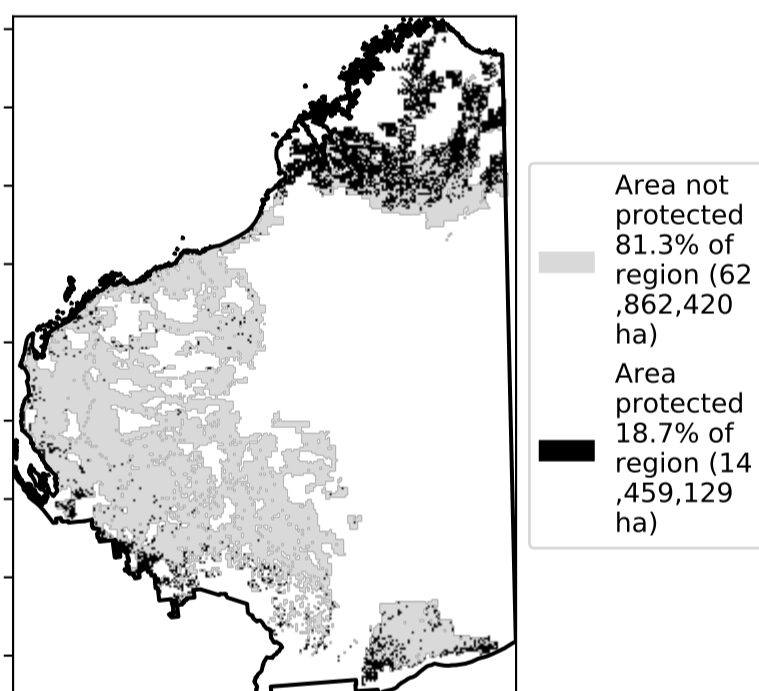 Area not
protected
81.3% of
region (62
,862,420
ha)
Area
protected
18.7% of
region (14
,459,129
ha)